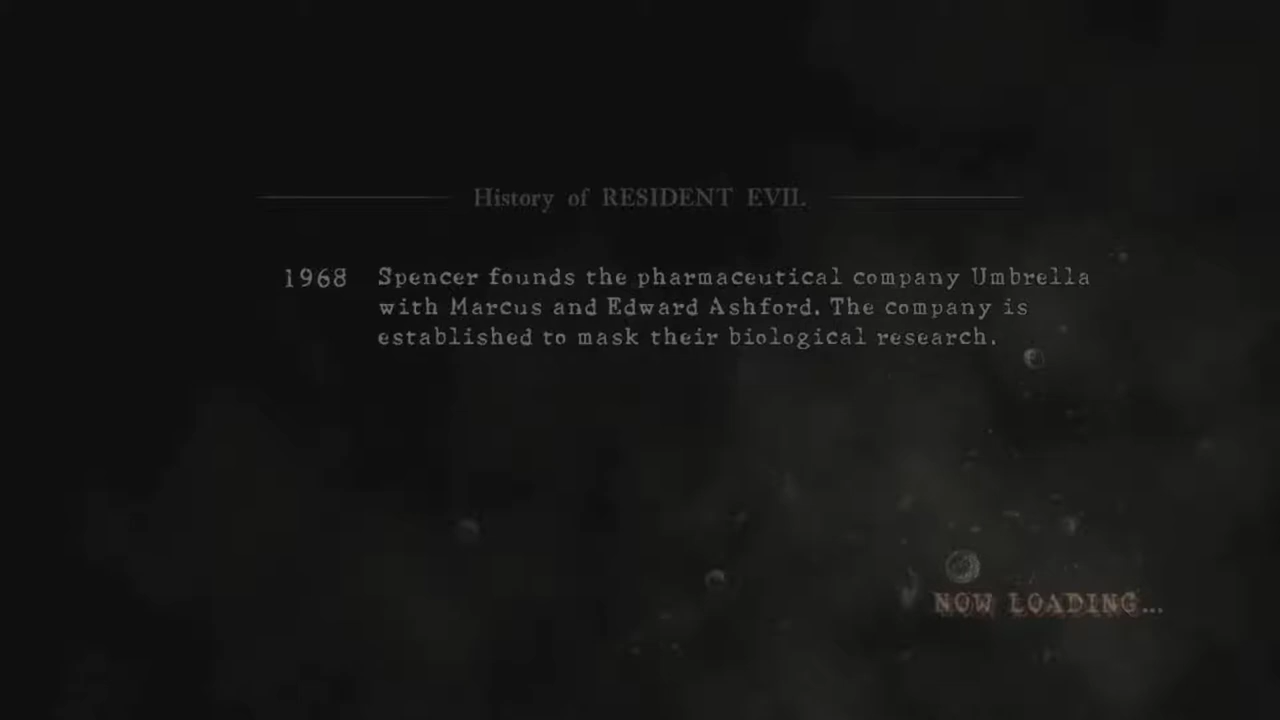 History of RESIDENT EVIL
1968 Spencer founds the pharmaceutical company Umbrella
with Marcus and Edward Ashford. The company is
established to mask their biological research.
NOW LOADING...